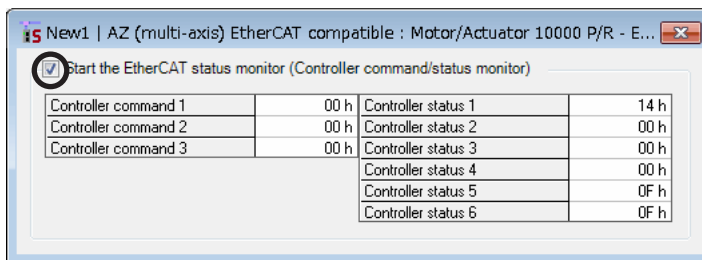 New1 | AZ (multi-axis) EtherCAT compatible : Motor/Actuator 10000 P/R - E...
Start the EtherCAT status monitor (Controller command/status monitor)
Controller command 1 00 h Controller status 1 14 h
Controller command 2 00 h Controller status 2 00 h
Controller command 3 00 h Controller status 3 00 h
Controller status 4 00 h
Controller status 5 0F h
Controller status 6 0F h